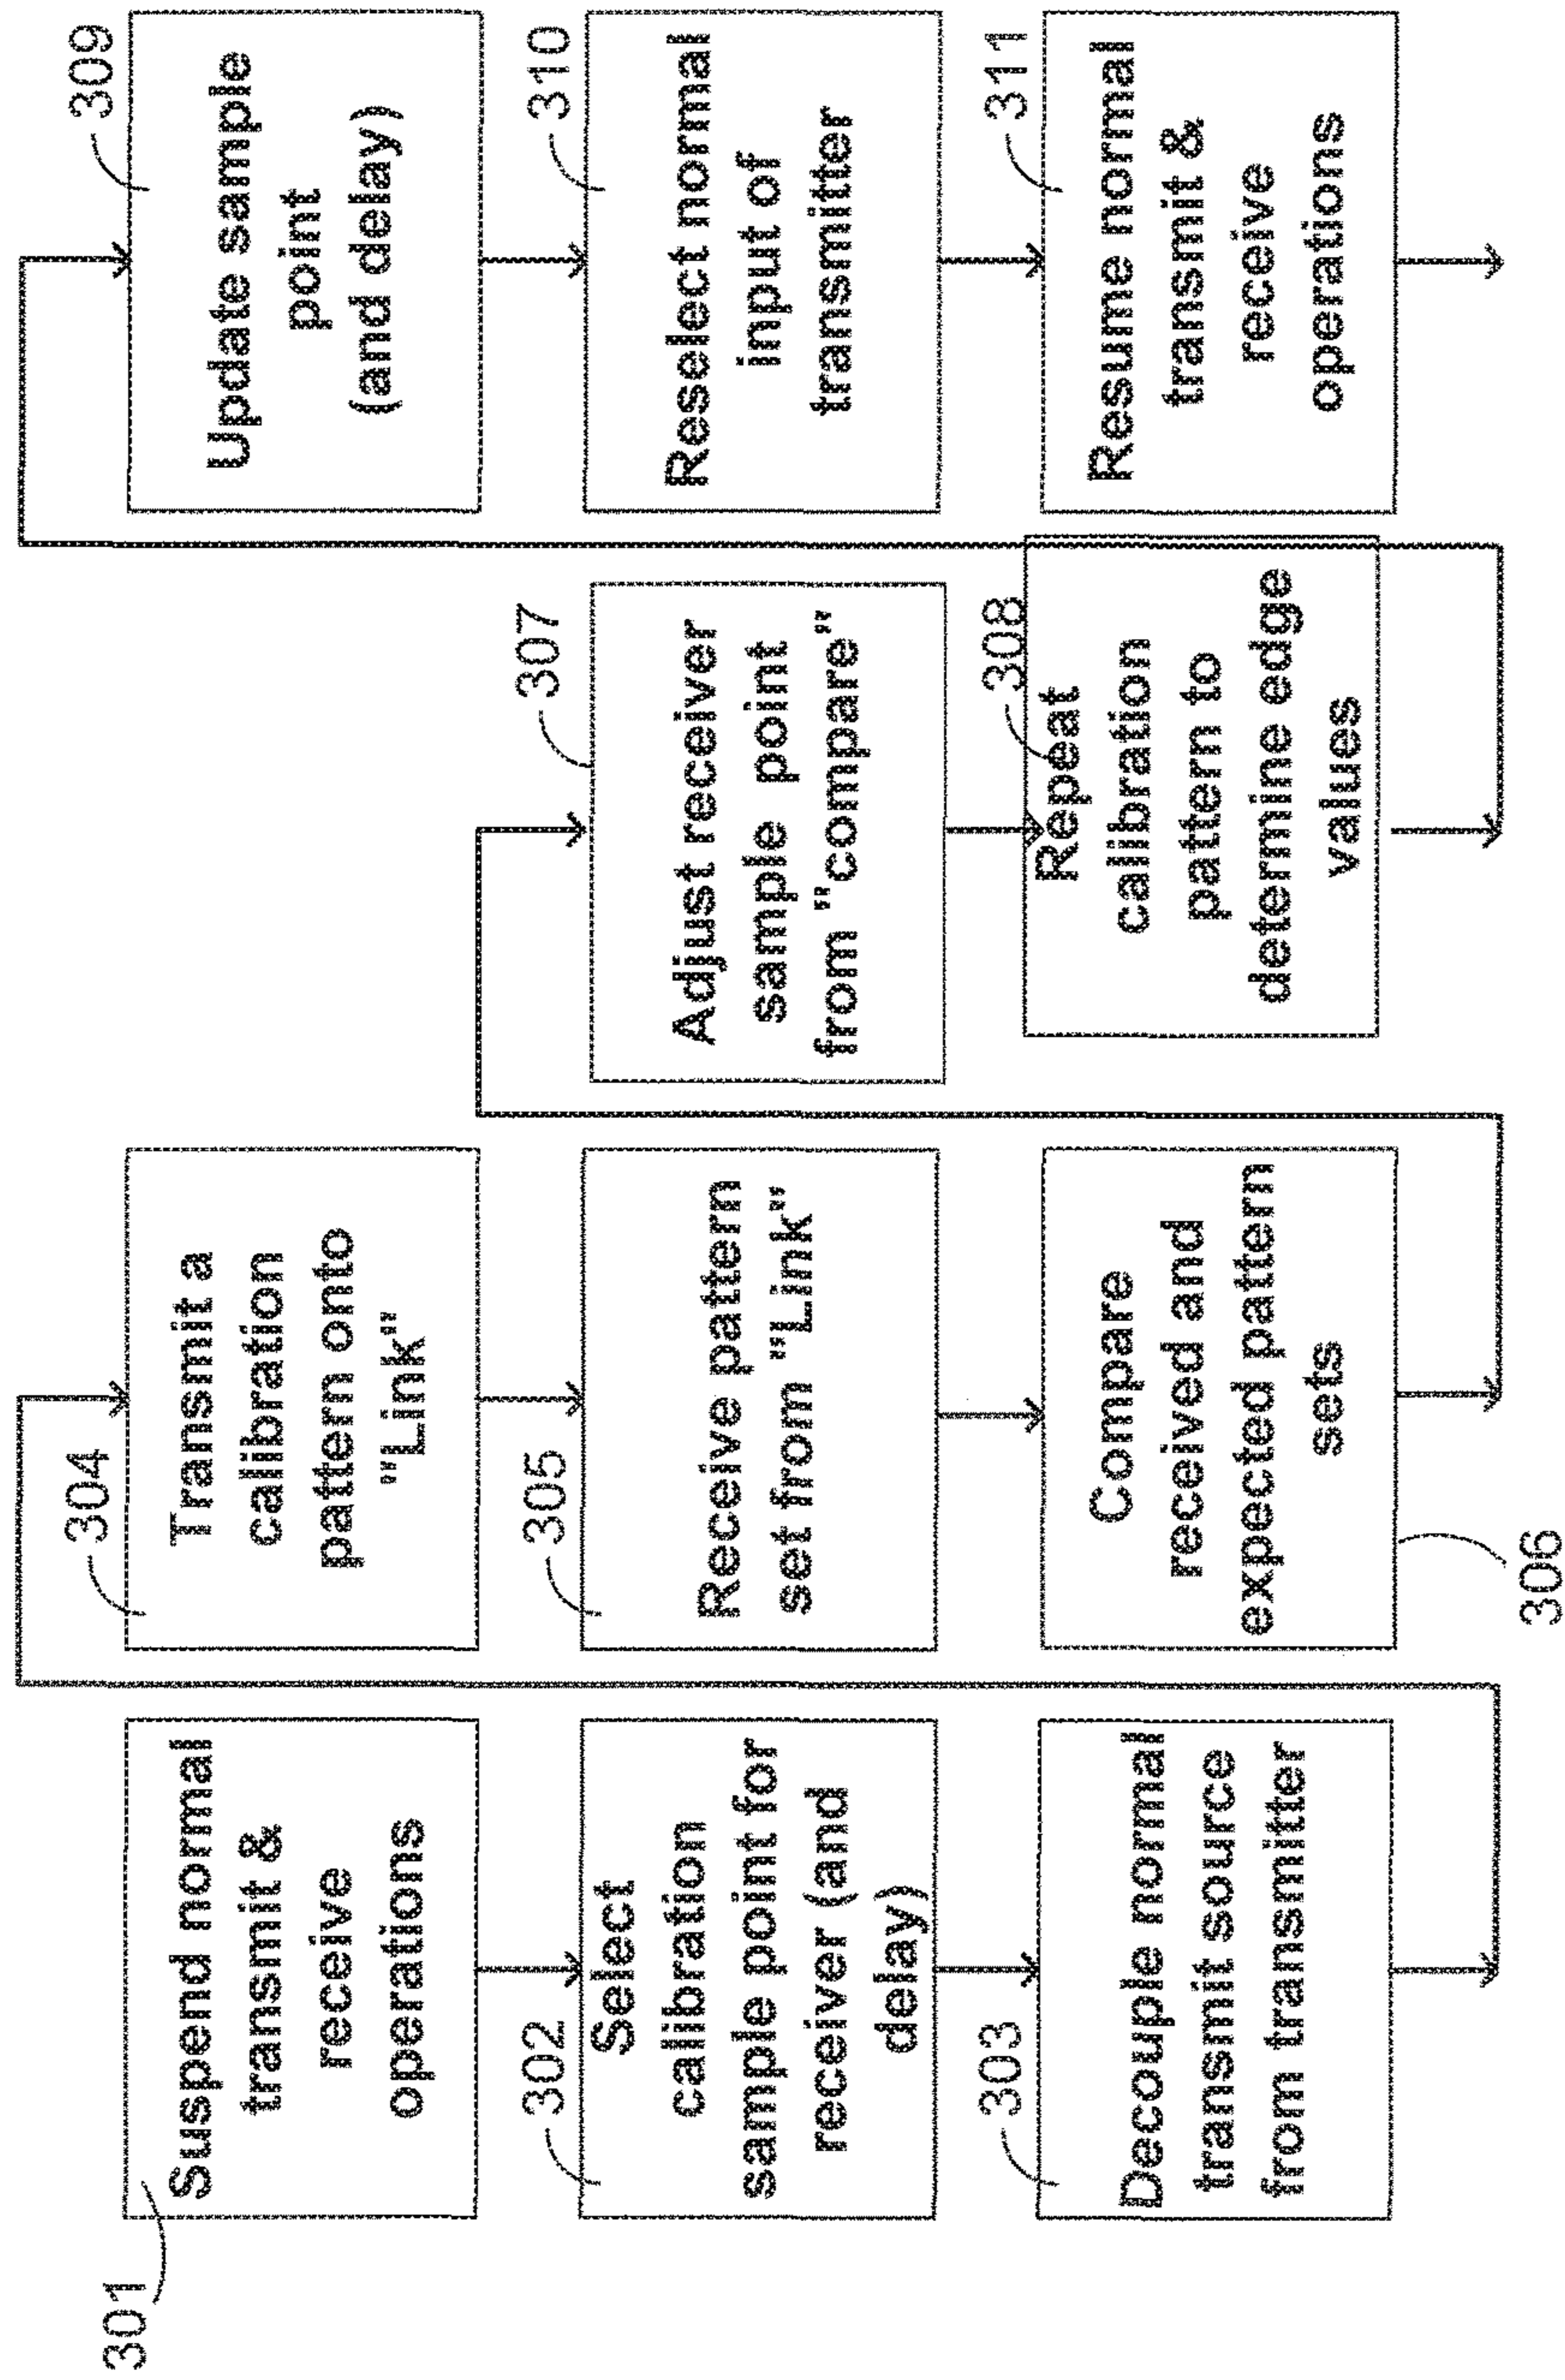 301
Suspend normal
transmit &
receive
operations
302
Select
calibration
sample point for
receiver (and
delay)
303
Decouple normal
transmit source
from transmitter
304
Transmit a
calibration
pattern onto
"Link"
305
Receive pattern
set from "Link"
Compare
received and
expected pattern
sets
306
307
Adjust receiver
sample point
from "compare"
308
Repeat
calibration
pattern to
determine edge
values
309
Update sample
point
(and delay)
310
Reselect normal
input of
transmitter
311
Resume normal
transmit &
receive
operations